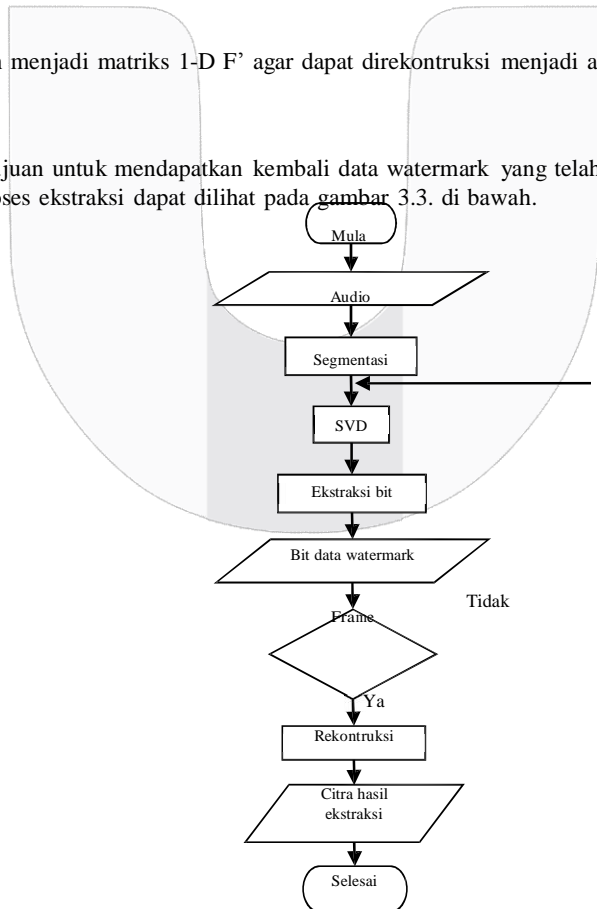 menjadi matriks 1-D F’ agar dapat direkontruksi menjadi a
juan untuk mendapatkan kembali data watermark yang telah
ses ekstraksi dapat dilihat pada gambar 3.3. di bawah.
Mula
Audio
Segmentasi
SVD
Ekstraksi bit
Bit data watermark
Tidak
Frame
Ya
Rekontruksi
Citra hasil
ekstraksi
Selesai